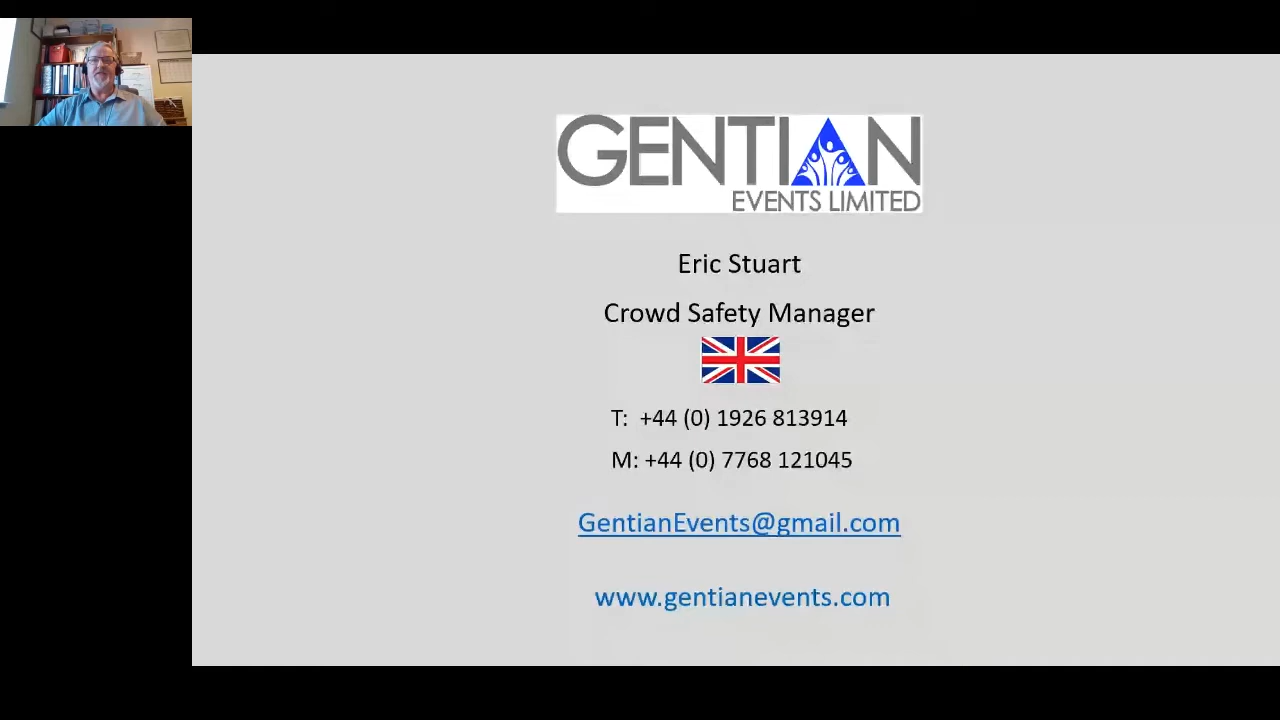 GENTIAN
EVENTS LIMITED
Eric Stuart
Crowd Safety Manager
T: +44 (0) 1926 813914
M: +44 (0) 7768 121045
GentianEvents@gmail.com
www.gentianevents.com